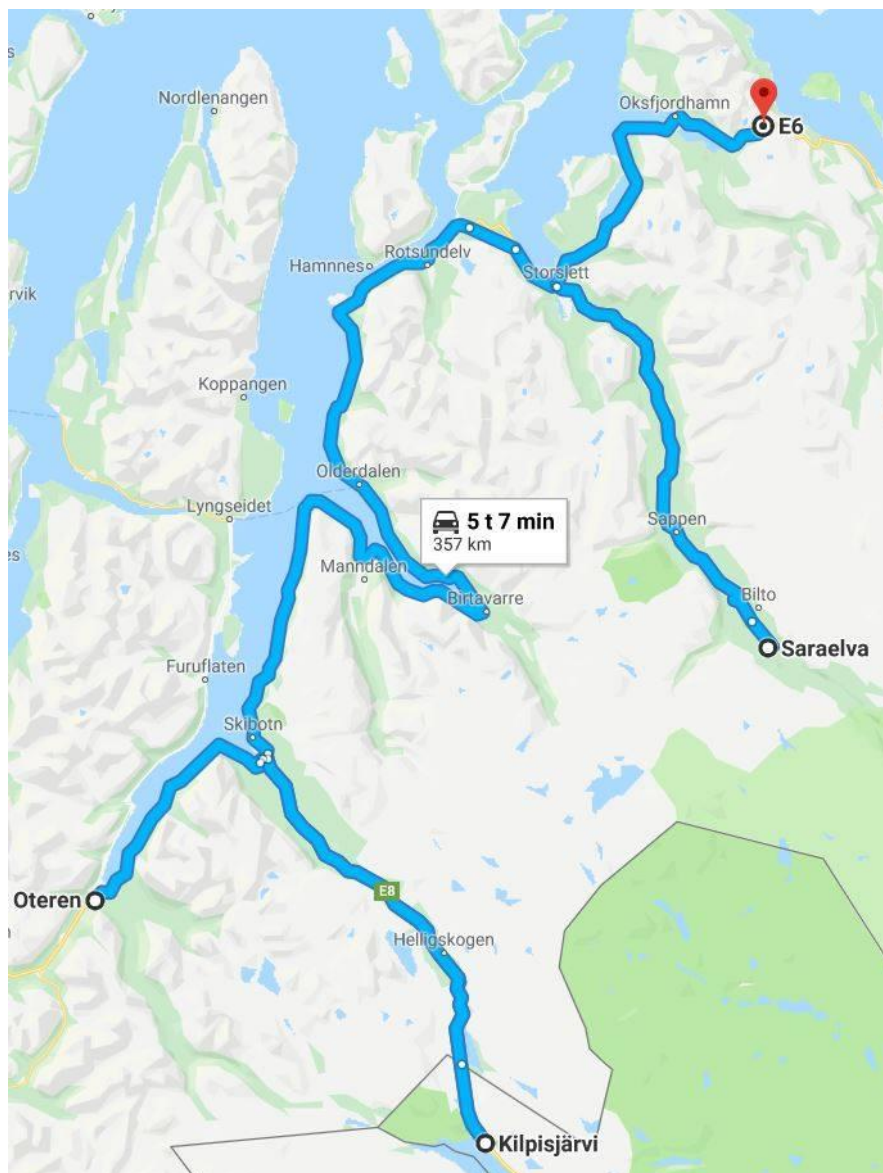 Nordlenangen
Oksfjordhamn
E6
rvik
Hamnnes
Rotsundelv
Storslett
Koppangen
Olderdalen
Lyngseidet
5 t 7 min
357 km
Sappen
es
Manndalen
Birtavarre
Bilto
Saraelva
Furuflaten
Skibotn
E8
Oteren
Helligskogen
Kilpisjärvi